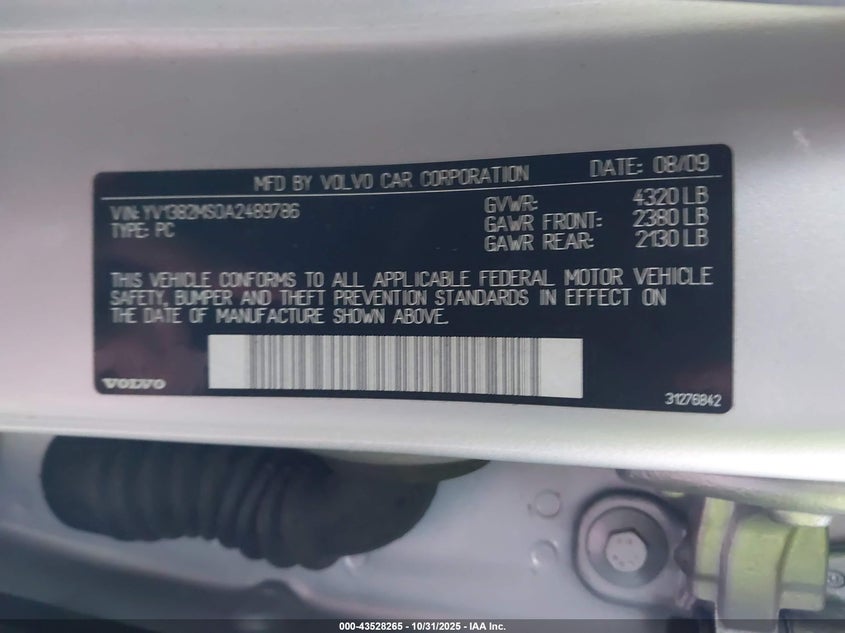 MFD BY VOLVO CAR CORPORATION DATE: 08/09
VIN: YV1382MS0A2489786 GVWR: 4320 LB
TYPE: PC GAWR FRONT: 2380 LB
GAWR REAR: 2130 LB
THIS VEHICLE CONFORMS TO ALL APPLICABLE FEDERAL MOTOR VEHICLE
SAFETY, BUMPER AND THEFT PREVENTION STANDARDS IN EFFECT ON
THE DATE OF MANUFACTURE SHOWN ABOVE.
VOLVO
31276842
000-43528265 - 10/31/2025 - IAA Inc.